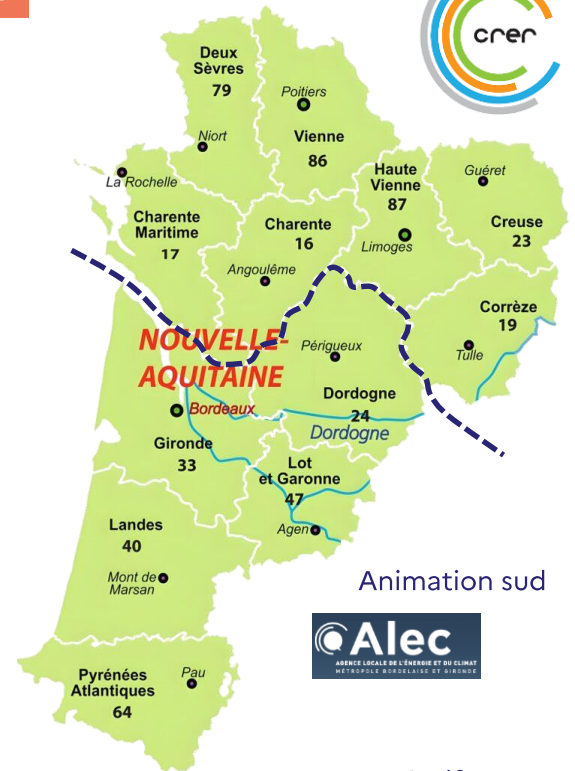 crer
Deux
Sèvres
79
Poitiers
Niort
Vienne
86
La Rochelle
Haute
Vienne
87
Guéret
Charente
Maritime
17
Charente
16
Limoges
Creuse
23
Angoulême
Corrèze
19
NOUVELLE-
AQUITAINE
Périgueux
Tulle
Dordogne
24
Bordeaux
Dordogne
Gironde
33
Lot
et Garonne
47
Landes
40
Agen
Mont de
Marsan
Animation sud
Alec
AGENCE LOCALE DE L'ÉNERGIE ET DU CLIMAT
MÉTROPOLE BORDELAISE ET GIRONDE
Pyrénées
Atlantiques
64
Pau